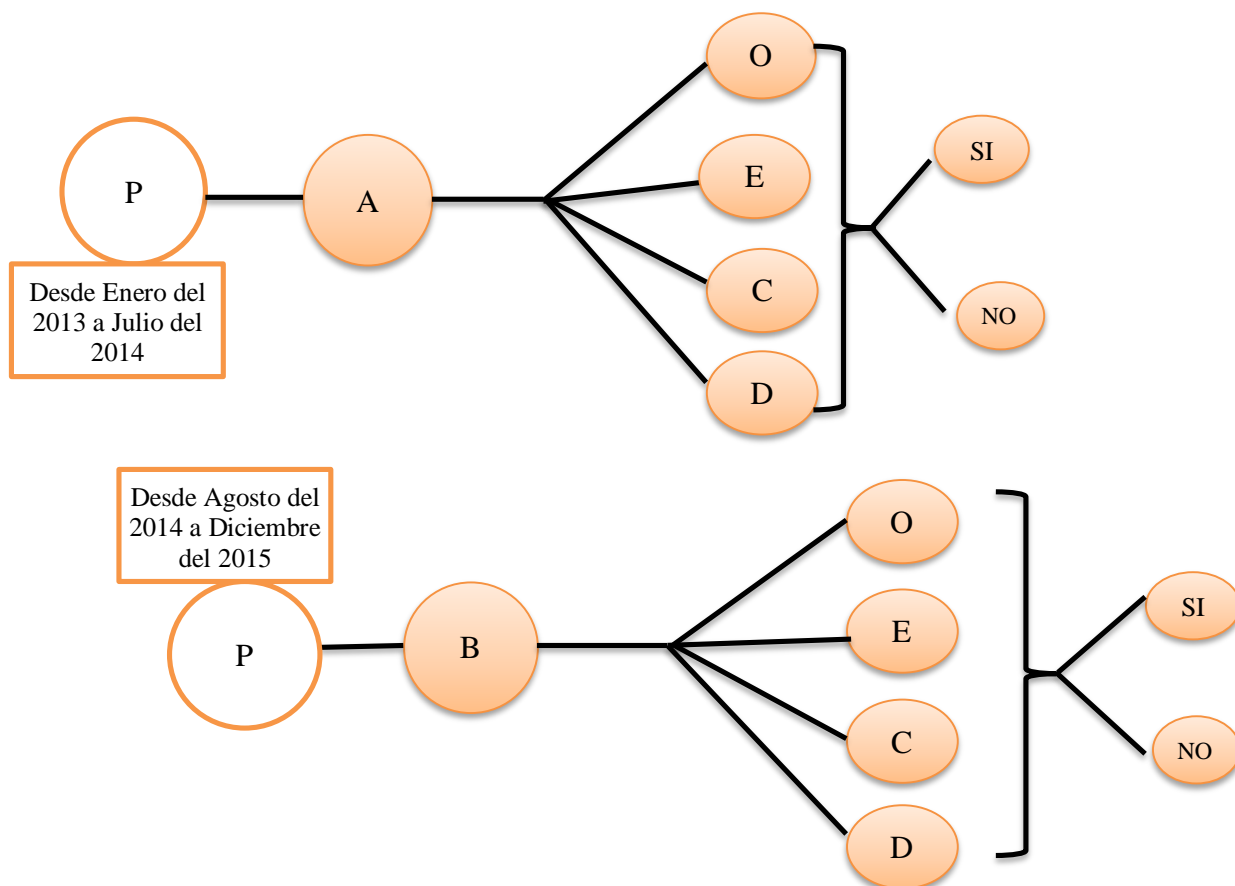 O
E
C
D
P
A
SI
NO
Desde Enero del
2013 a Julio del
2014
Desde Agosto del
2014 a Diciembre
del 2015
P
B
O
E
C
D
SI
NO